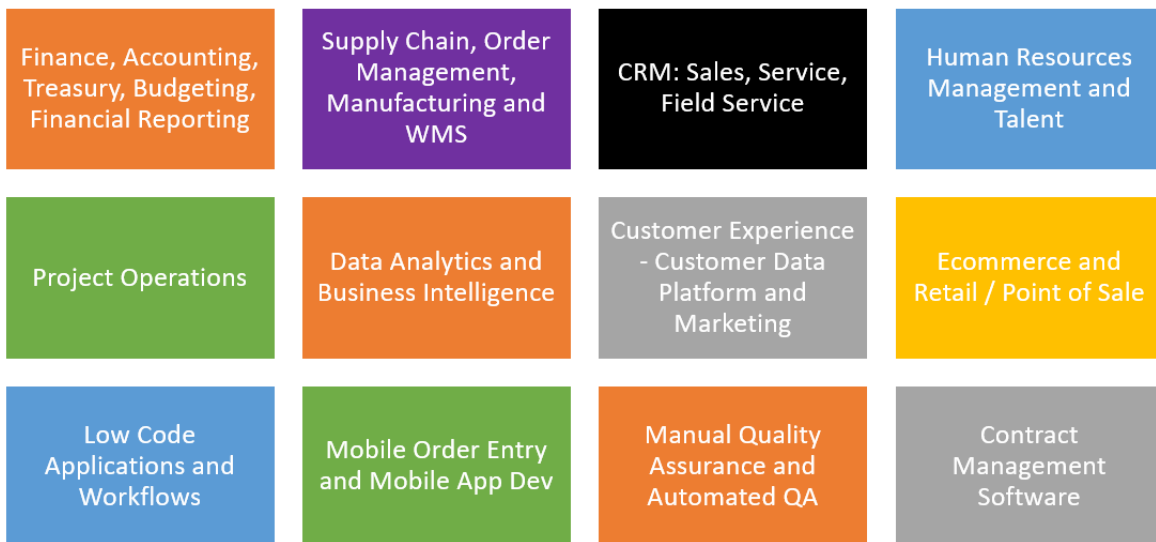 Finance, Accounting,
Treasury, Budgeting,
Financial Reporting
Supply Chain, Order
Management,
Manufacturing and
WMS
CRM: Sales, Service,
Field Service
Human Resources
Management and
Talent
Project Operations
Data Analytics and
Business Intelligence
Customer Experience
- Customer Data
Platform and
Marketing
Ecommerce and
Retail / Point of Sale
Low Code
Applications and
Workflows
Mobile Order Entry
and Mobile App Dev
Manual Quality
Assurance and
Automated QA
Contract
Management
Software